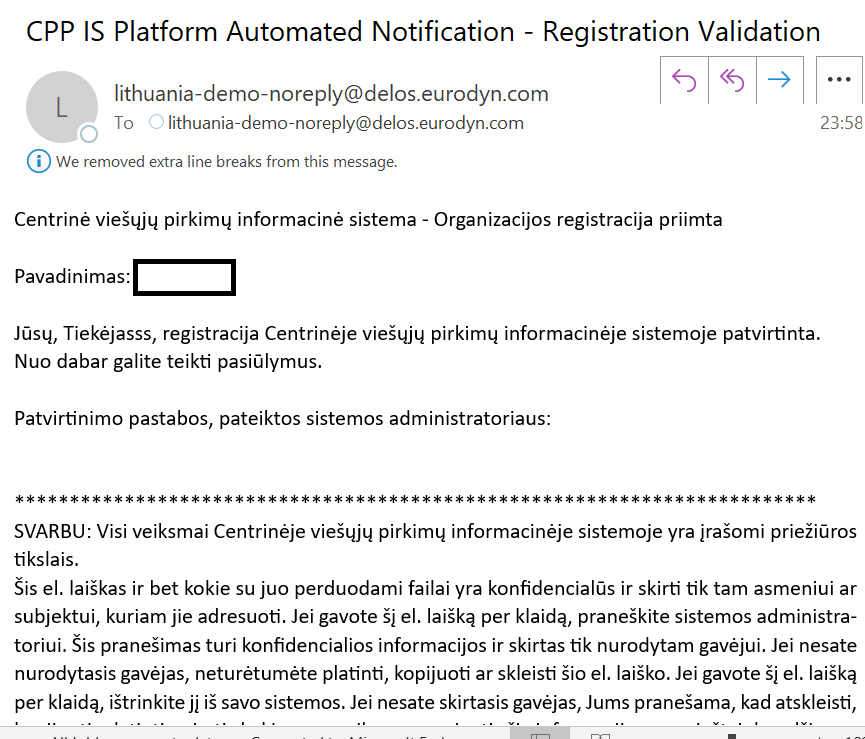 CPP IS Platform Automated Notification - Registration Validation
L
lithuania-demo-noreply@delos.eurodyn.com
To lithuania-demo-noreply@delos.eurodyn.com
23:58
We removed extra line breaks from this message.
Centrinė viešųjų pirkimų informacinė sistema - Organizacijos registracija priimta
Pavadinimas:
Jūsų, Tiekėjasss, registracija Centrinėje viešųjų pirkimų informacinėje sistemoje patvirtinta.
Nuo dabar galite teikti pasiūlymus.
Patvirtinimo pastabos, pateiktos sistemos administratoriaus:
**************************************************************************
SVARBU: Visi veiksmai Centrinėje viešųjų pirkimų informacinėje sistemoje yra įrašomi priežiūros
tikslais.
Šis el. laiškas ir bet kokie su juo perduodami failai yra konfidencialūs ir skirti tik tam asmeniui ar
subjektui, kuriam jie adresuoti. Jei gavote šį el. laišką per klaidą, praneškite sistemos administra-
toriui. Šis pranešimas turi konfidencialios informacijos ir skirtas tik nurodytam gavėjui. Jei nesate
nurodytasis gavėjas, neturėtumėte platinti, kopijuoti ar skleisti šio el. laiško. Jei gavote šį el. laišką
per klaidą, ištrinkite jį iš savo sistemos. Jei nesate skirtasis gavėjas, Jums pranešama, kad atskleisti,